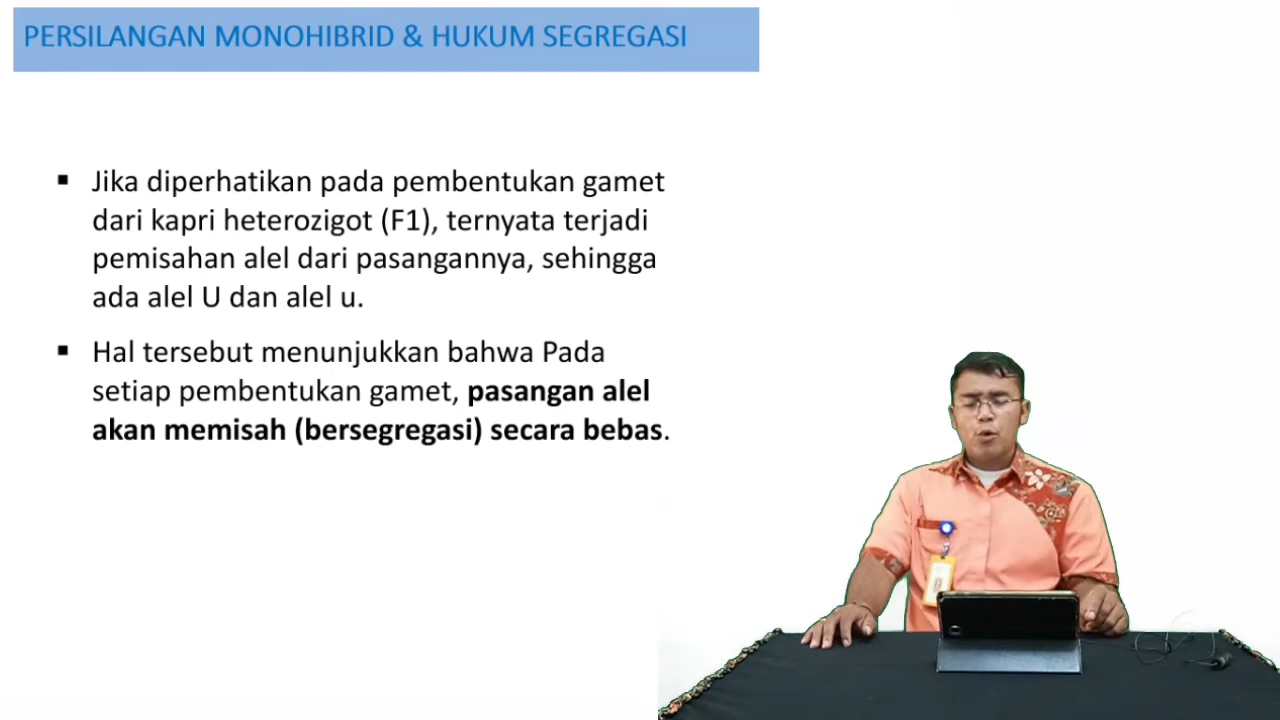 PERSILANGAN MONOHIBRID & HUKUM SEGREGASI
Jika diperhatikan pada pembentukan gamet
dari kapri heterozigot (F1), ternyata terjadi
pemisahan alel dari pasangannya, sehingga
ada alel U dan alel u.
Hal tersebut menunjukkan bahwa Pada
setiap pembentukan gamet, pasangan alel
akan memisah (bersegregasi) secara bebas.